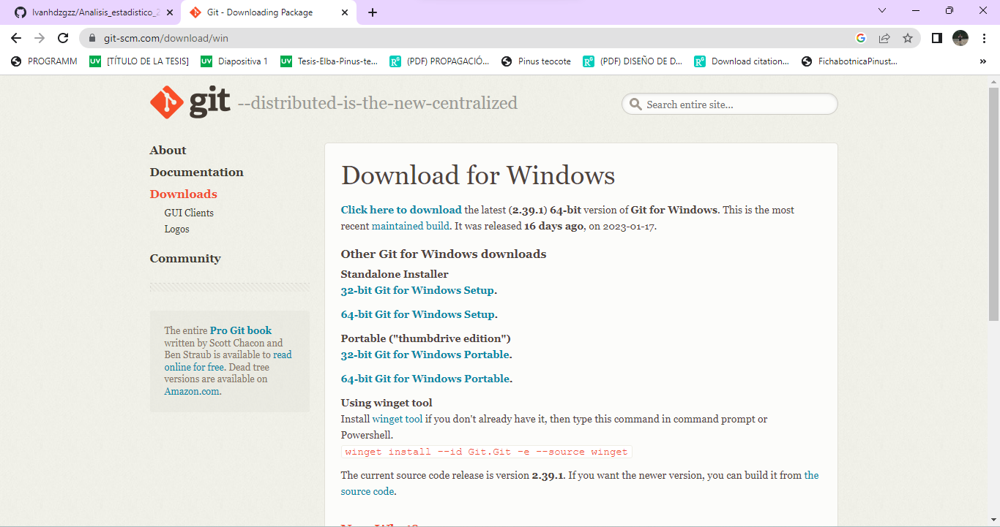 Ivanhdzgzz/Analisis_estadistico_2
Git - Downloading Package
git-scm.com/download/win
PROGRAMM
UV [TÍTULO DE LA TESIS]
UV Diapositiva 1
UV Tesis-Elba-Pinus-te...
R^G (PDF) PROPAGACIÓ...
Pinus teocote
R^G (PDF) DISEÑO DE D...
R^G Download citation...
FichabotnicaPinust...
»
git --distributed-is-the-new-centralized
Search entire site...
About
Documentation
Downloads
GUI Clients
Logos
Community
The entire Pro Git book
written by Scott Chacon and
Ben Straub is available to read
online for free. Dead tree
versions are available on
Amazon.com.
Download for Windows
Click here to download the latest (2.39.1) 64-bit version of Git for Windows. This is the most
recent maintained build. It was released 16 days ago, on 2023-01-17.
Other Git for Windows downloads
Standalone Installer
32-bit Git for Windows Setup.
64-bit Git for Windows Setup.
Portable ("thumbdrive edition")
32-bit Git for Windows Portable.
64-bit Git for Windows Portable.
Using winget tool
Install winget tool if you don't already have it, then type this command in command prompt or
Powershell.
winget install --id Git.Git -e --source winget
The current source code release is version 2.39.1. If you want the newer version, you can build it from the
source code.